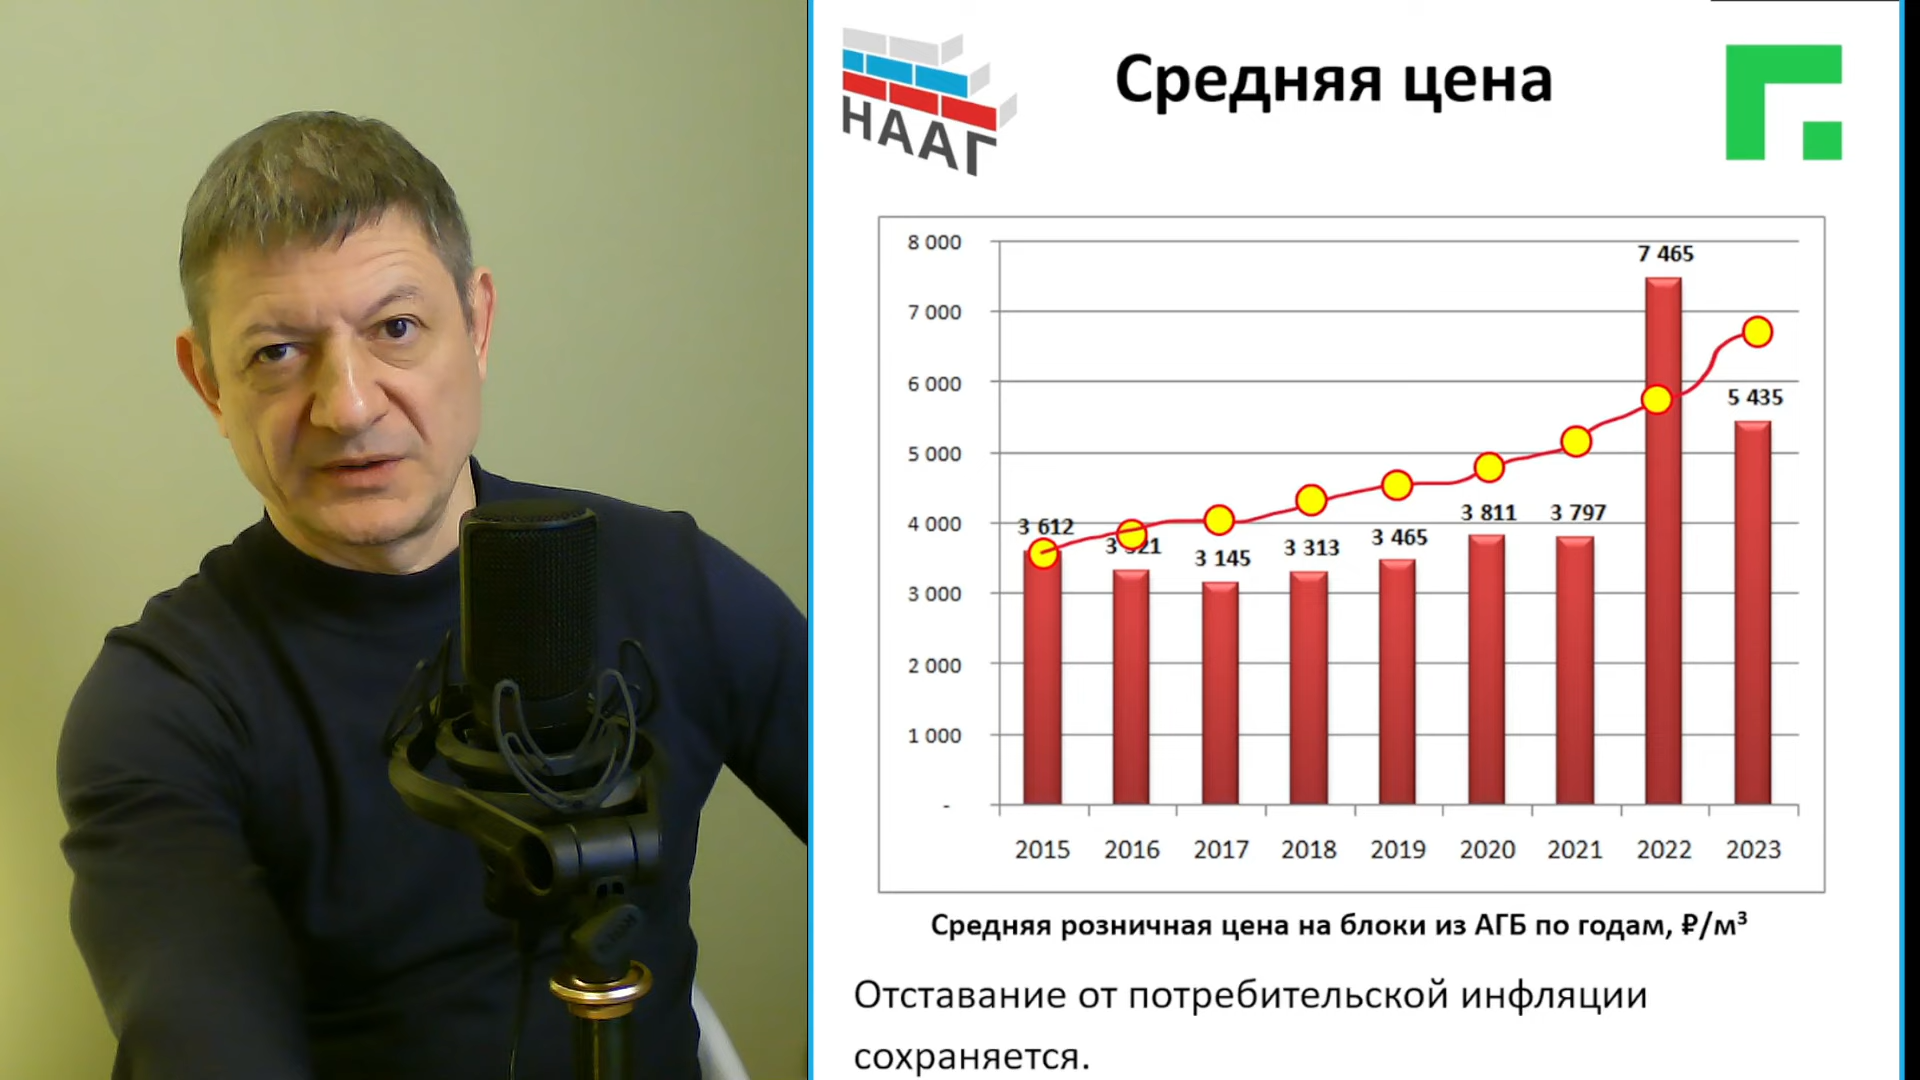 НААГ
Средняя цена
8 000
7 000
6 000
5 000
4 000
3 000
2 000
1 000
-
3 612
3 145
3 313
3 465
3 811
3 797
7 465
5 435
2015 2016 2017 2018 2019 2020 2021 2022 2023
Средняя розничная цена на блоки из АГБ по годам, ₽/м³
Отставание от потребительской инфляции
сохраняется.